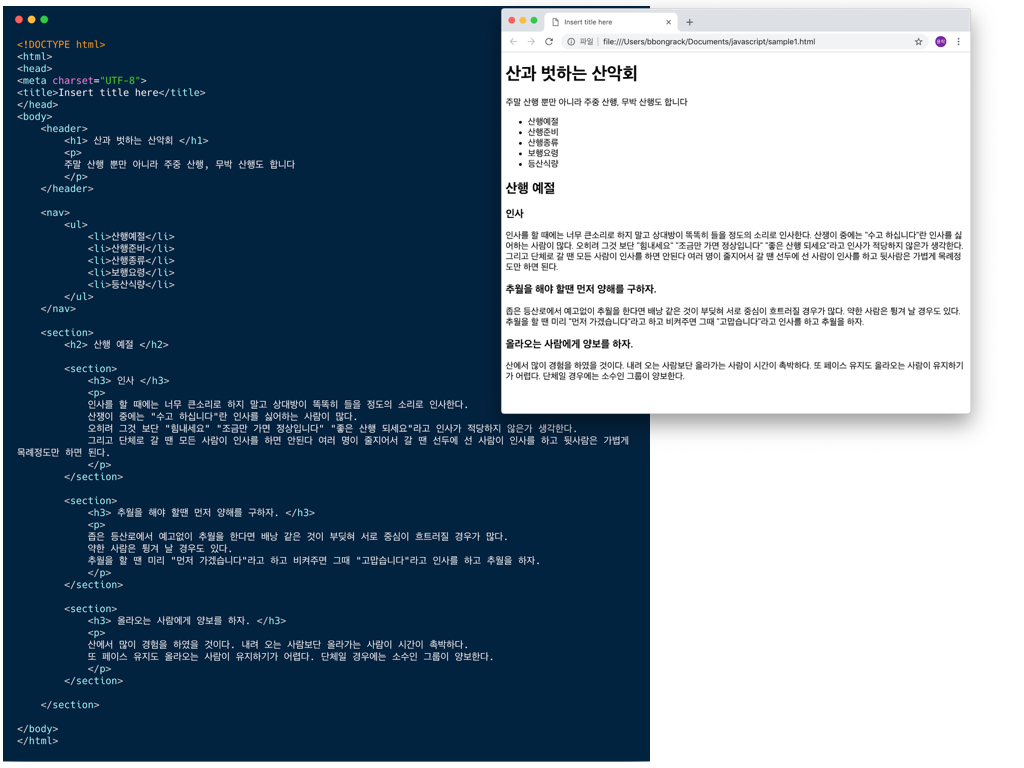 <!DOCTYPE html>
<html>
<head>
<meta charset="UTF-8">
<title>Insert title here</title>
</head>
<body>
<header>
<h1> 산과 벗하는 산악회 </h1>
<p>
주말 산행 뿐만 아니라 주중 산행, 무박 산행도 합니다
</p>
</header>
<nav>
<ul>
<li>산행예절</li>
<li>산행준비</li>
<li>산행종류</li>
<li>보행요령</li>
<li>등산식량</li>
</ul>
</nav>
<section>
<h2> 산행 예절 </h2>
<section>
<h3> 인사 </h3>
<p>
인사를 할 때에는 너무 큰소리로 하지 말고 상대방이 똑똑히 들을 정도의 소리로 인사한다.
산쟁이 중에는 "수고 하십니다"란 인사를 싫어하는 사람이 많다.
오히려 그것 보단 "힘내세요" "조금만 가면 정상입니다" "좋은 산행 되세요"라고 인사가 적당하지 않은가 생각한다.
그리고 단체로 갈 땐 모든 사람이 인사를 하면 안된다 여러 명이 줄지어서 갈 땐 선두에 선 사람이 인사를 하고 뒷사람은 가볍게
목례정도만 하면 된다.
</p>
</section>
<section>
<h3> 추월을 해야 할땐 먼저 양해를 구하자. </h3>
<p>
좁은 등산로에서 예고없이 추월을 한다면 배낭 같은 것이 부딪혀 서로 중심이 흐트러질 경우가 많다.
약한 사람은 튕겨 날 경우도 있다.
추월을 할 땐 미리 "먼저 가겠습니다"라고 하고 비켜주면 그때 "고맙습니다"라고 인사를 하고 추월을 하자.
</p>
</section>
<section>
<h3> 올라오는 사람에게 양보를 하자. </h3>
<p>
산에서 많이 경험을 하였을 것이다. 내려 오는 사람보단 올라가는 사람이 시간이 촉박하다.
또 페이스 유지도 올라오는 사람이 유지하기가 어렵다. 단체일 경우에는 소수인 그룹이 양보한다.
</p>
</section>
</section>
</body>
</html>
Insert title here
파일 | file:///Users/bbongrack/Documents/javascript/sample1.html
산과 벗하는 산악회
주말 산행 뿐만 아니라 주중 산행, 무박 산행도 합니다
산행예절
산행준비
산행종류
보행요령
등산식량
산행 예절
인사
인사를 할 때에는 너무 큰소리로 하지 말고 상대방이 똑똑히 들을 정도의 소리로 인사한다. 산쟁이 중에는 "수고 하십니다"란 인사를 싫
어하는 사람이 많다. 오히려 그것 보단 "힘내세요" "조금만 가면 정상입니다" "좋은 산행 되세요"라고 인사가 적당하지 않은가 생각한다.
그리고 단체로 갈 땐 모든 사람이 인사를 하면 안된다 여러 명이 줄지어서 갈 땐 선두에 선 사람이 인사를 하고 뒷사람은 가볍게 목례정
도만 하면 된다.
추월을 해야 할땐 먼저 양해를 구하자.
좁은 등산로에서 예고없이 추월을 한다면 배낭 같은 것이 부딪혀 서로 중심이 흐트러질 경우가 많다. 약한 사람은 튕겨 날 경우도 있다.
추월을 할 땐 미리 "먼저 가겠습니다"라고 하고 비켜주면 그때 "고맙습니다"라고 인사를 하고 추월을 하자.
올라오는 사람에게 양보를 하자.
산에서 많이 경험을 하였을 것이다. 내려 오는 사람보단 올라가는 사람이 시간이 촉박하다. 또 페이스 유지도 올라오는 사람이 유지하기
가 어렵다. 단체일 경우에는 소수인 그룹이 양보한다.